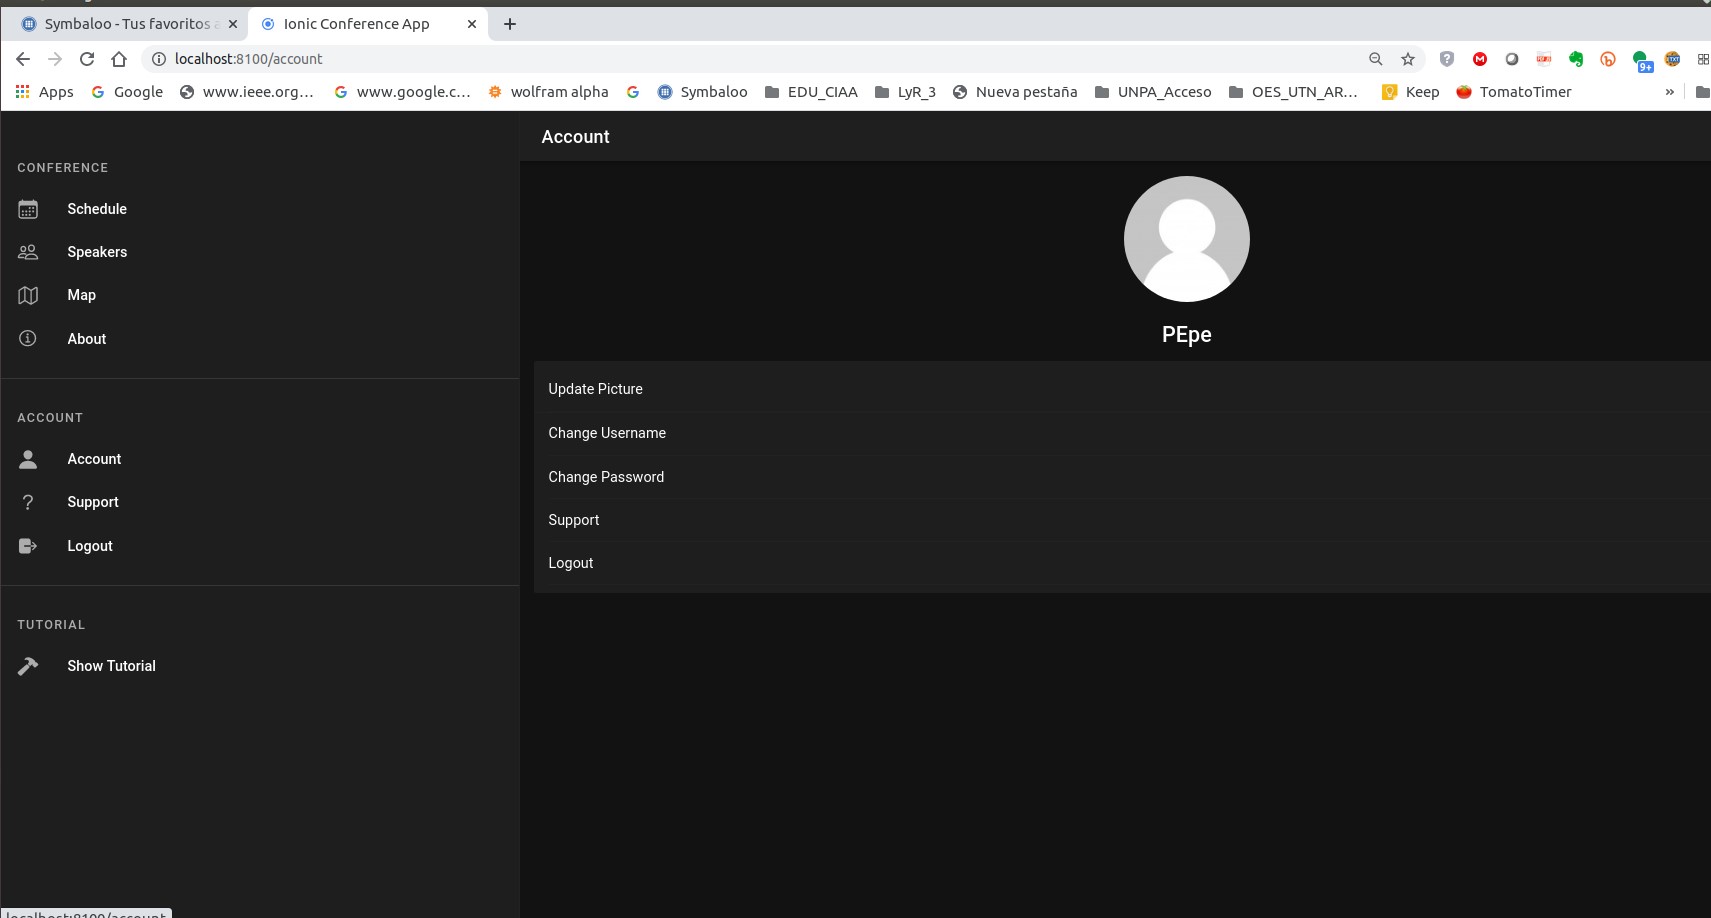 Symbaloo - Tus favoritos a
Ionic Conference App
localhost:8100/account
Apps
Google
www.ieee.org...
www.google.c...
wolfram alpha
Symbaloo
EDU_CIAA
LyR_3
Nueva pestaña
UNPA_Acceso
OES_UTN_AR...
Keep
TomatoTimer
»
9+
CONFERENCE
Schedule
Speakers
Map
About
ACCOUNT
Account
Support
Logout
TUTORIAL
Show Tutorial
Account
PEpe
Update Picture
Change Username
Change Password
Support
Logout
localhost:8100/account